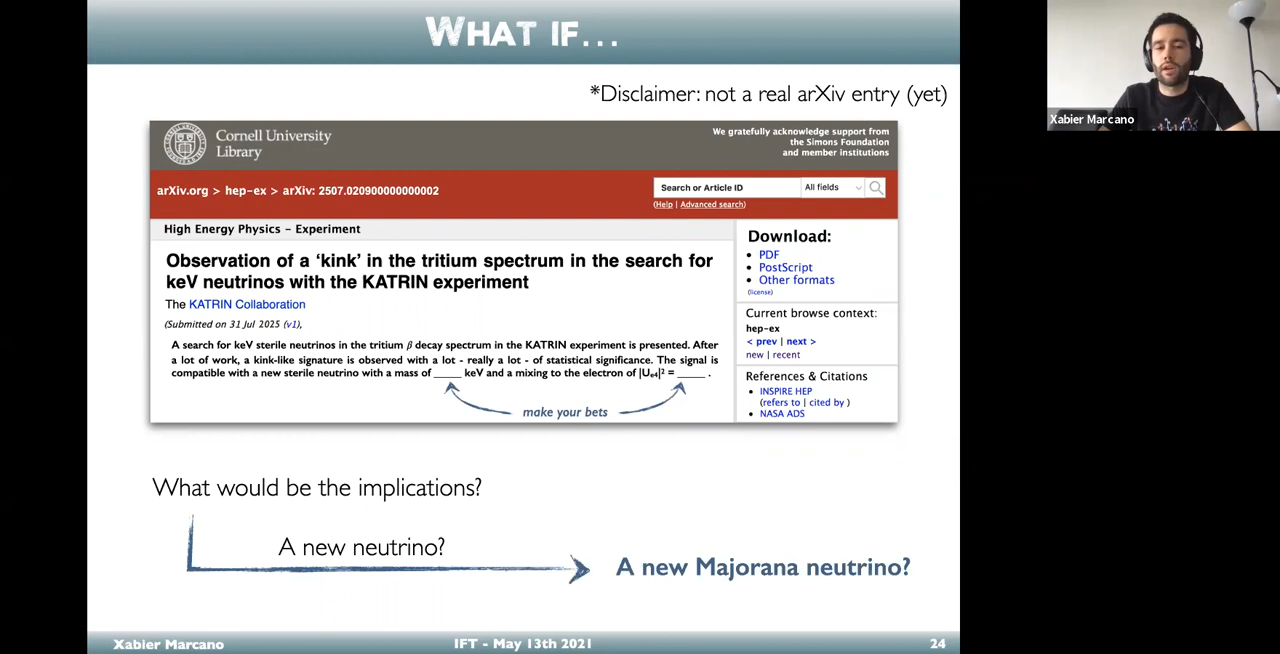 WHAT IF...
*Disclaimer: not a real arXiv entry (yet)
Cornell University
Library
We gratefully acknowledge support from
the Simons Foundation
and member institutions
arXiv.org > hep-ex > arXiv: 2507.020900000000002
Search or Article ID
All fields
(Help | Advanced search)
High Energy Physics – Experiment
Observation of a ‘kink’ in the tritium spectrum in the search for
keV neutrinos with the KATRIN experiment
The KATRIN Collaboration
(Submitted on 31 Jul 2025 (v1),
A search for keV sterile neutrinos in the tritium β decay spectrum in the KATRIN experiment is presented. After
a lot of work, a kink-like signature is observed with a lot - really a lot - of statistical significance. The signal is
compatible with a new sterile neutrino with a mass of _____ keV and a mixing to the electron of |Ue4|² = _____ .
make your bets
Download:
• PDF
• PostScript
• Other formats
(license)
Current browse context:
hep-ex
< prev | next >
new | recent
References & Citations
• INSPIRE HEP
(refers to | cited by )
• NASA ADS
What would be the implications?
A new neutrino?
A new Majorana neutrino?
Xabier Marcano
IFT - May 13th 2021
24
Xabier Marcano